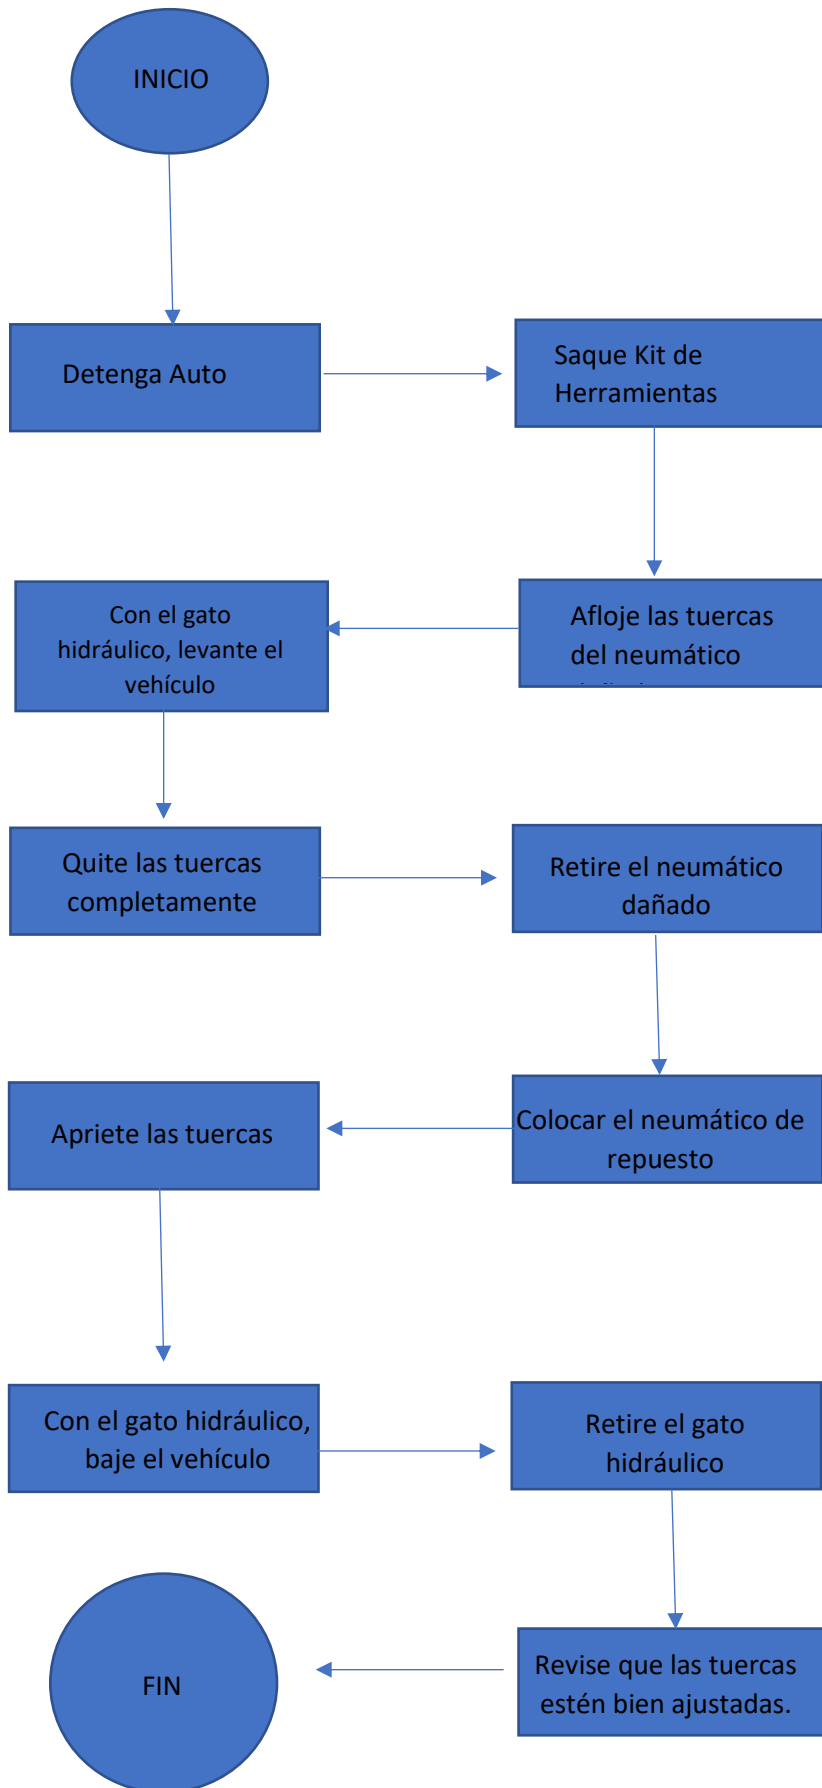 INICIO
Detenga Auto
Saque Kit de
Herramientas
Afloje las tuercas
del neumático
Con el gato
hidráulico, levante el
vehículo
Quite las tuercas
completamente
Retire el neumático
dañado
Colocar el neumático de
repuesto
Apriete las tuercas
Con el gato hidráulico,
baje el vehículo
Retire el gato
hidráulico
Revise que las tuercas
estén bien ajustadas.
FIN